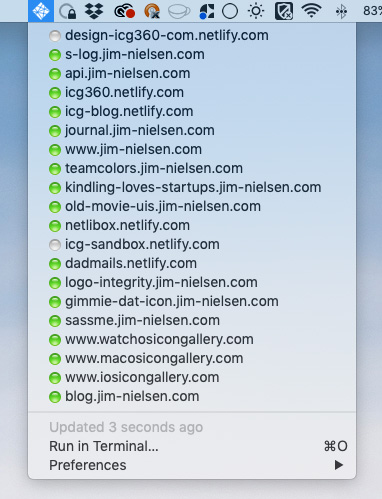 83%
design-icg360-com.netlify.com
s-log.jim-nielsen.com
api.jim-nielsen.com
icg360.netlify.com
icg-blog.netlify.com
journal.jim-nielsen.com
www.jim-nielsen.com
teamcolors.jim-nielsen.com
kindling-loves-startups.jim-nielsen.com
old-movie-uis.jim-nielsen.com
netlibox.netlify.com
icg-sandbox.netlify.com
dadmails.netlify.com
logo-integrity.jim-nielsen.com
gimmie-dat-icon.jim-nielsen.com
sassme.jim-nielsen.com
www.watchosicongallery.com
www.macosicongallery.com
www.iosicongallery.com
blog.jim-nielsen.com
Updated 3 seconds ago
Run in Terminal... ⌘O
Preferences